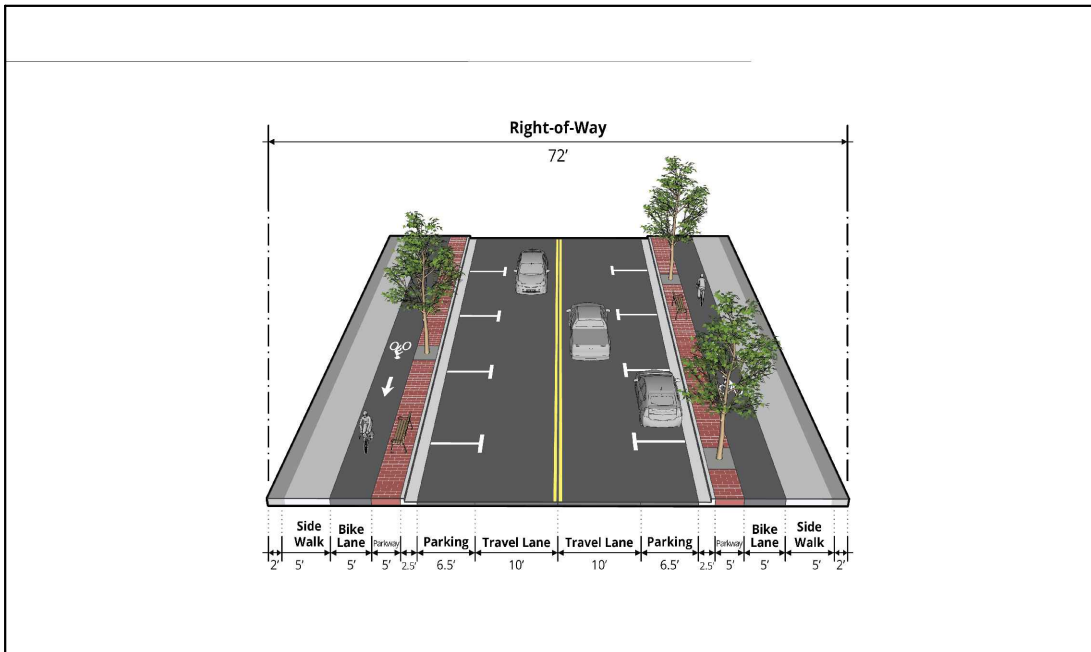 Right-of-Way
72'
Side Walk Bike Lane Parkway Parking Travel Lane Travel Lane Parking Parkway Bike Lane Side Walk
2' 5' 5' 5' 2.5' 6.5' 10' 10' 6.5' 2.5' 5' 5' 5' 2'